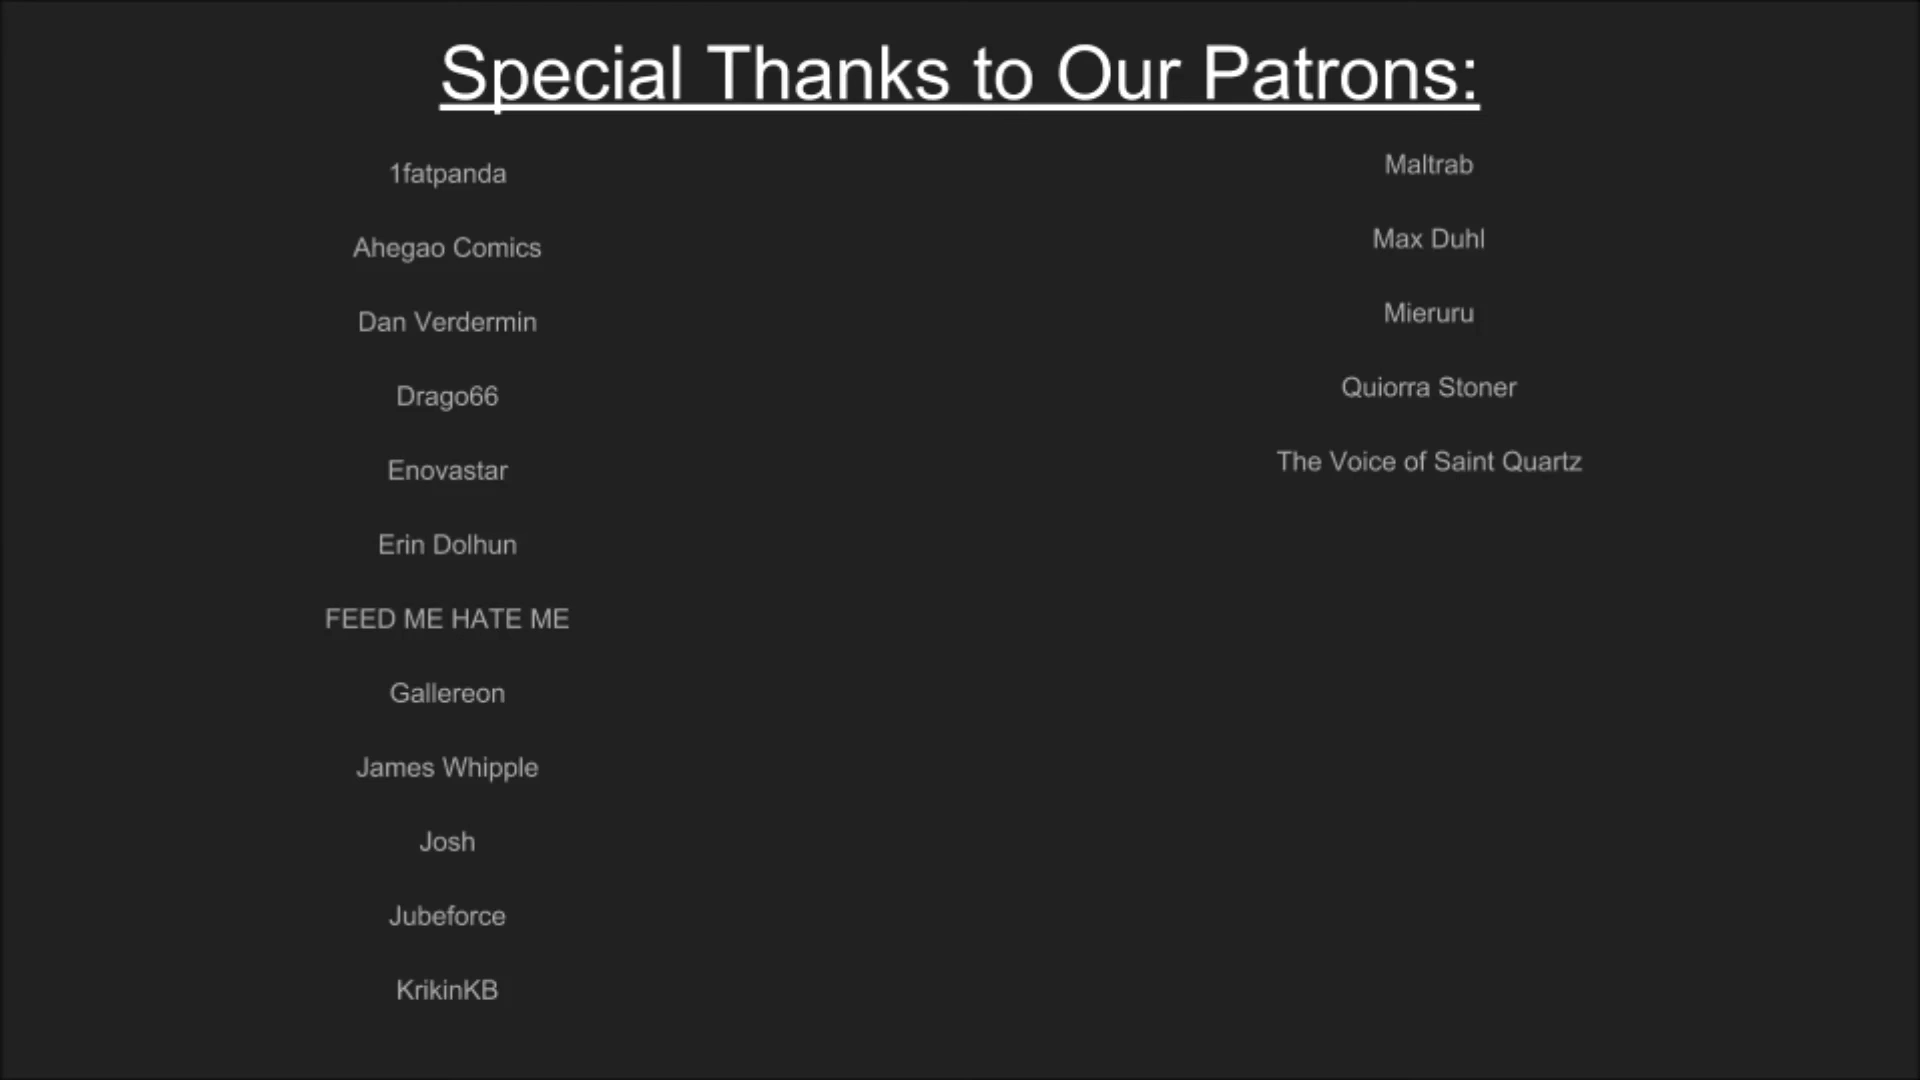 Special Thanks to Our Patrons:
1fatpanda
Ahegao Comics
Dan Verdermin
Drago66
Enovastar
Erin Dolhun
FEED ME HATE ME
Gallereon
James Whipple
Josh
Jubeforce
KrikinKB
Maltrab
Max Duhl
Mieruru
Quiorra Stoner
The Voice of Saint Quartz